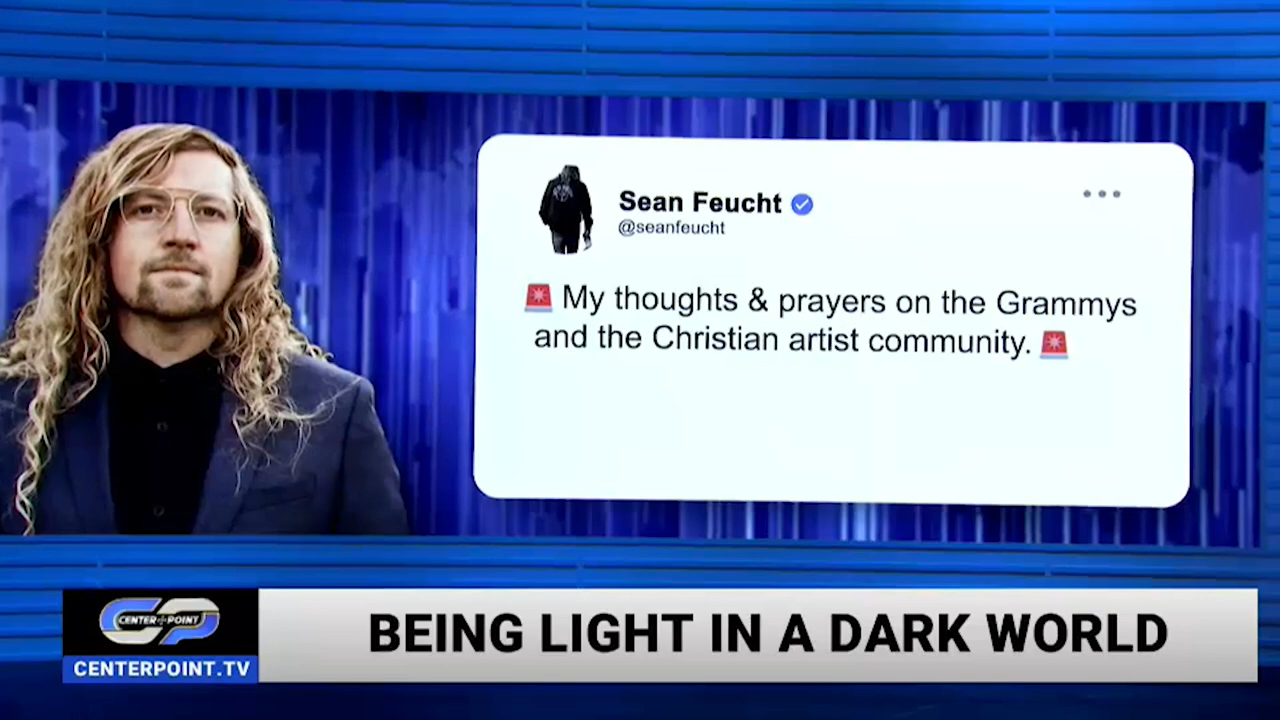 Sean Feucht
@seanfeucht
🚨 My thoughts & prayers on the Grammys
and the Christian artist community. 🚨
CENTER POINT
CENTERPOINT.TV
BEING LIGHT IN A DARK WORLD